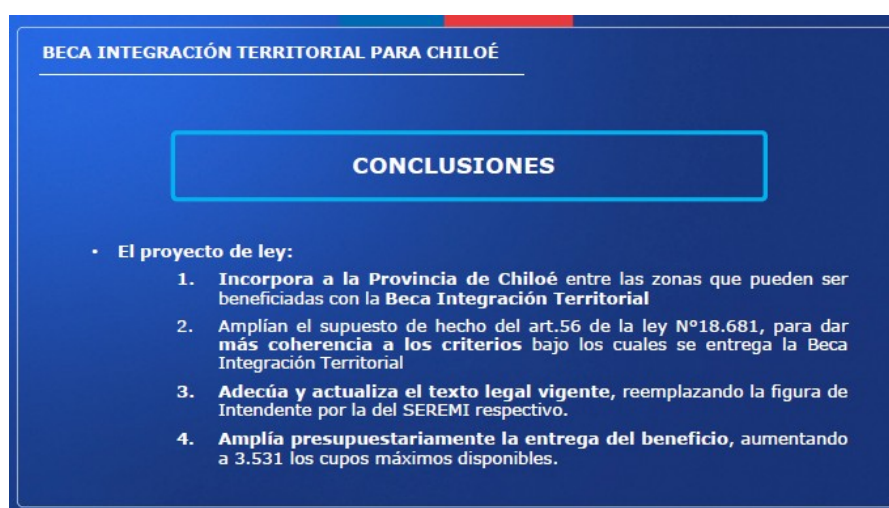 BECA INTEGRACIÓN TERRITORIAL PARA CHILOÉ
CONCLUSIONES
• El proyecto de ley:
1. Incorpora a la Provincia de Chiloé entre las zonas que pueden ser
beneficiadas con la Beca Integración Territorial
2. Amplían el supuesto de hecho del art.56 de la ley Nº18.681, para dar
más coherencia a los criterios bajo los cuales se entrega la Beca
Integración Territorial
3. Adecúa y actualiza el texto legal vigente, reemplazando la figura de
Intendente por la del SEREMI respectivo.
4. Amplía presupuestariamente la entrega del beneficio, aumentando
a 3.531 los cupos máximos disponibles.